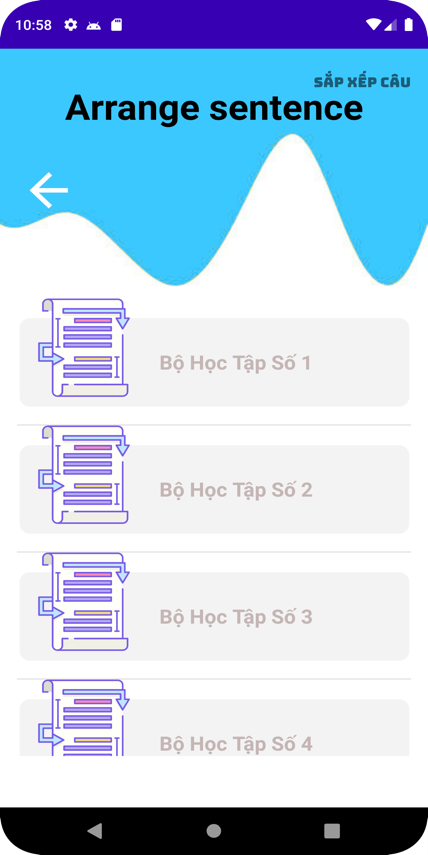 10:58
SẮP XẾP CÂU
Arrange sentence
Bộ Học Tập Số 1
Bộ Học Tập Số 2
Bộ Học Tập Số 3
Bộ Học Tập Số 4